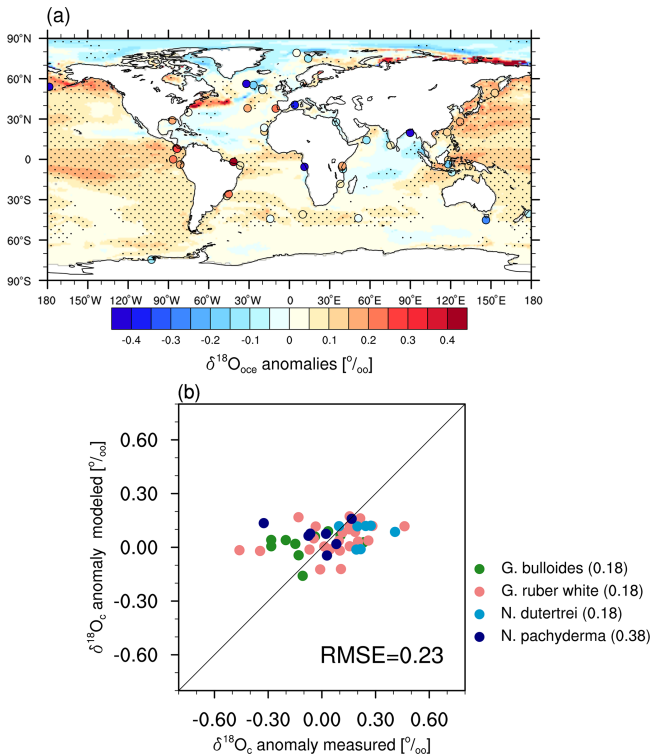 (a)
90°N
60°N
30°N
0
30°S
60°S
90°S
180 150°W 120°W 90°W 60°W 30°W 0 30°E 60°E 90°E 120°E 150°E 180
-0.4 -0.3 -0.2 -0.1 0 0.1 0.2 0.3 0.4
δ¹⁸Oₒcₑ anomalies [°/ₒₒ]
(b)
δ¹⁸O_c anomaly modeled [°/ₒₒ]
0.60
0.30
0.00
-0.30
-0.60
RMSE=0.23
-0.60 -0.30 0.00 0.30 0.60
δ¹⁸O_c anomaly measured [°/ₒₒ]
G. bulloides (0.18)
G. ruber white (0.18)
N. dutertrei (0.18)
N. pachyderma (0.38)